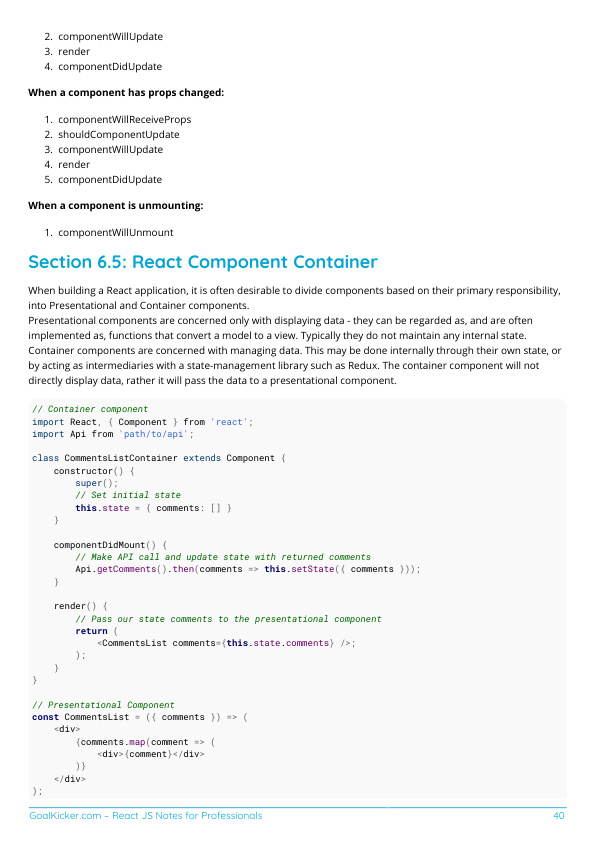 2. componentWillUpdate
3. render
4. componentDidUpdate
When a component has props changed:
1. componentWillReceiveProps
2. shouldComponentUpdate
3. componentWillUpdate
4. render
5. componentDidUpdate
When a component is unmounting:
1. componentWillUnmount
Section 6.5: React Component Container
When building a React application, it is often desirable to divide components based on their primary responsibility,
into Presentational and Container components.
Presentational components are concerned only with displaying data - they can be regarded as, and are often
implemented as, functions that convert a model to a view. Typically they do not maintain any internal state.
Container components are concerned with managing data. This may be done internally through their own state, or
by acting as intermediaries with a state-management library such as Redux. The container component will not
directly display data, rather it will pass the data to a presentational component.
// Container component
import React, { Component } from 'react';
import Api from 'path/to/api';
class CommentsListContainer extends Component {
    constructor() {
        super();
        // Set initial state
        this.state = { comments: [] }
    }
    componentDidMount() {
        // Make API call and update state with returned comments
        Api.getComments().then(comments => this.setState({ comments }));
    }
    render() {
        // Pass our state comments to the presentational component
        return (
            <CommentsList comments={this.state.comments} />;
        );
    }
}
// Presentational Component
const CommentsList = ({ comments }) => (
    <div>
        {comments.map(comment => (
            <div>{comment}</div>
        )}
    </div>
);
GoalKicker.com – React JS Notes for Professionals 40